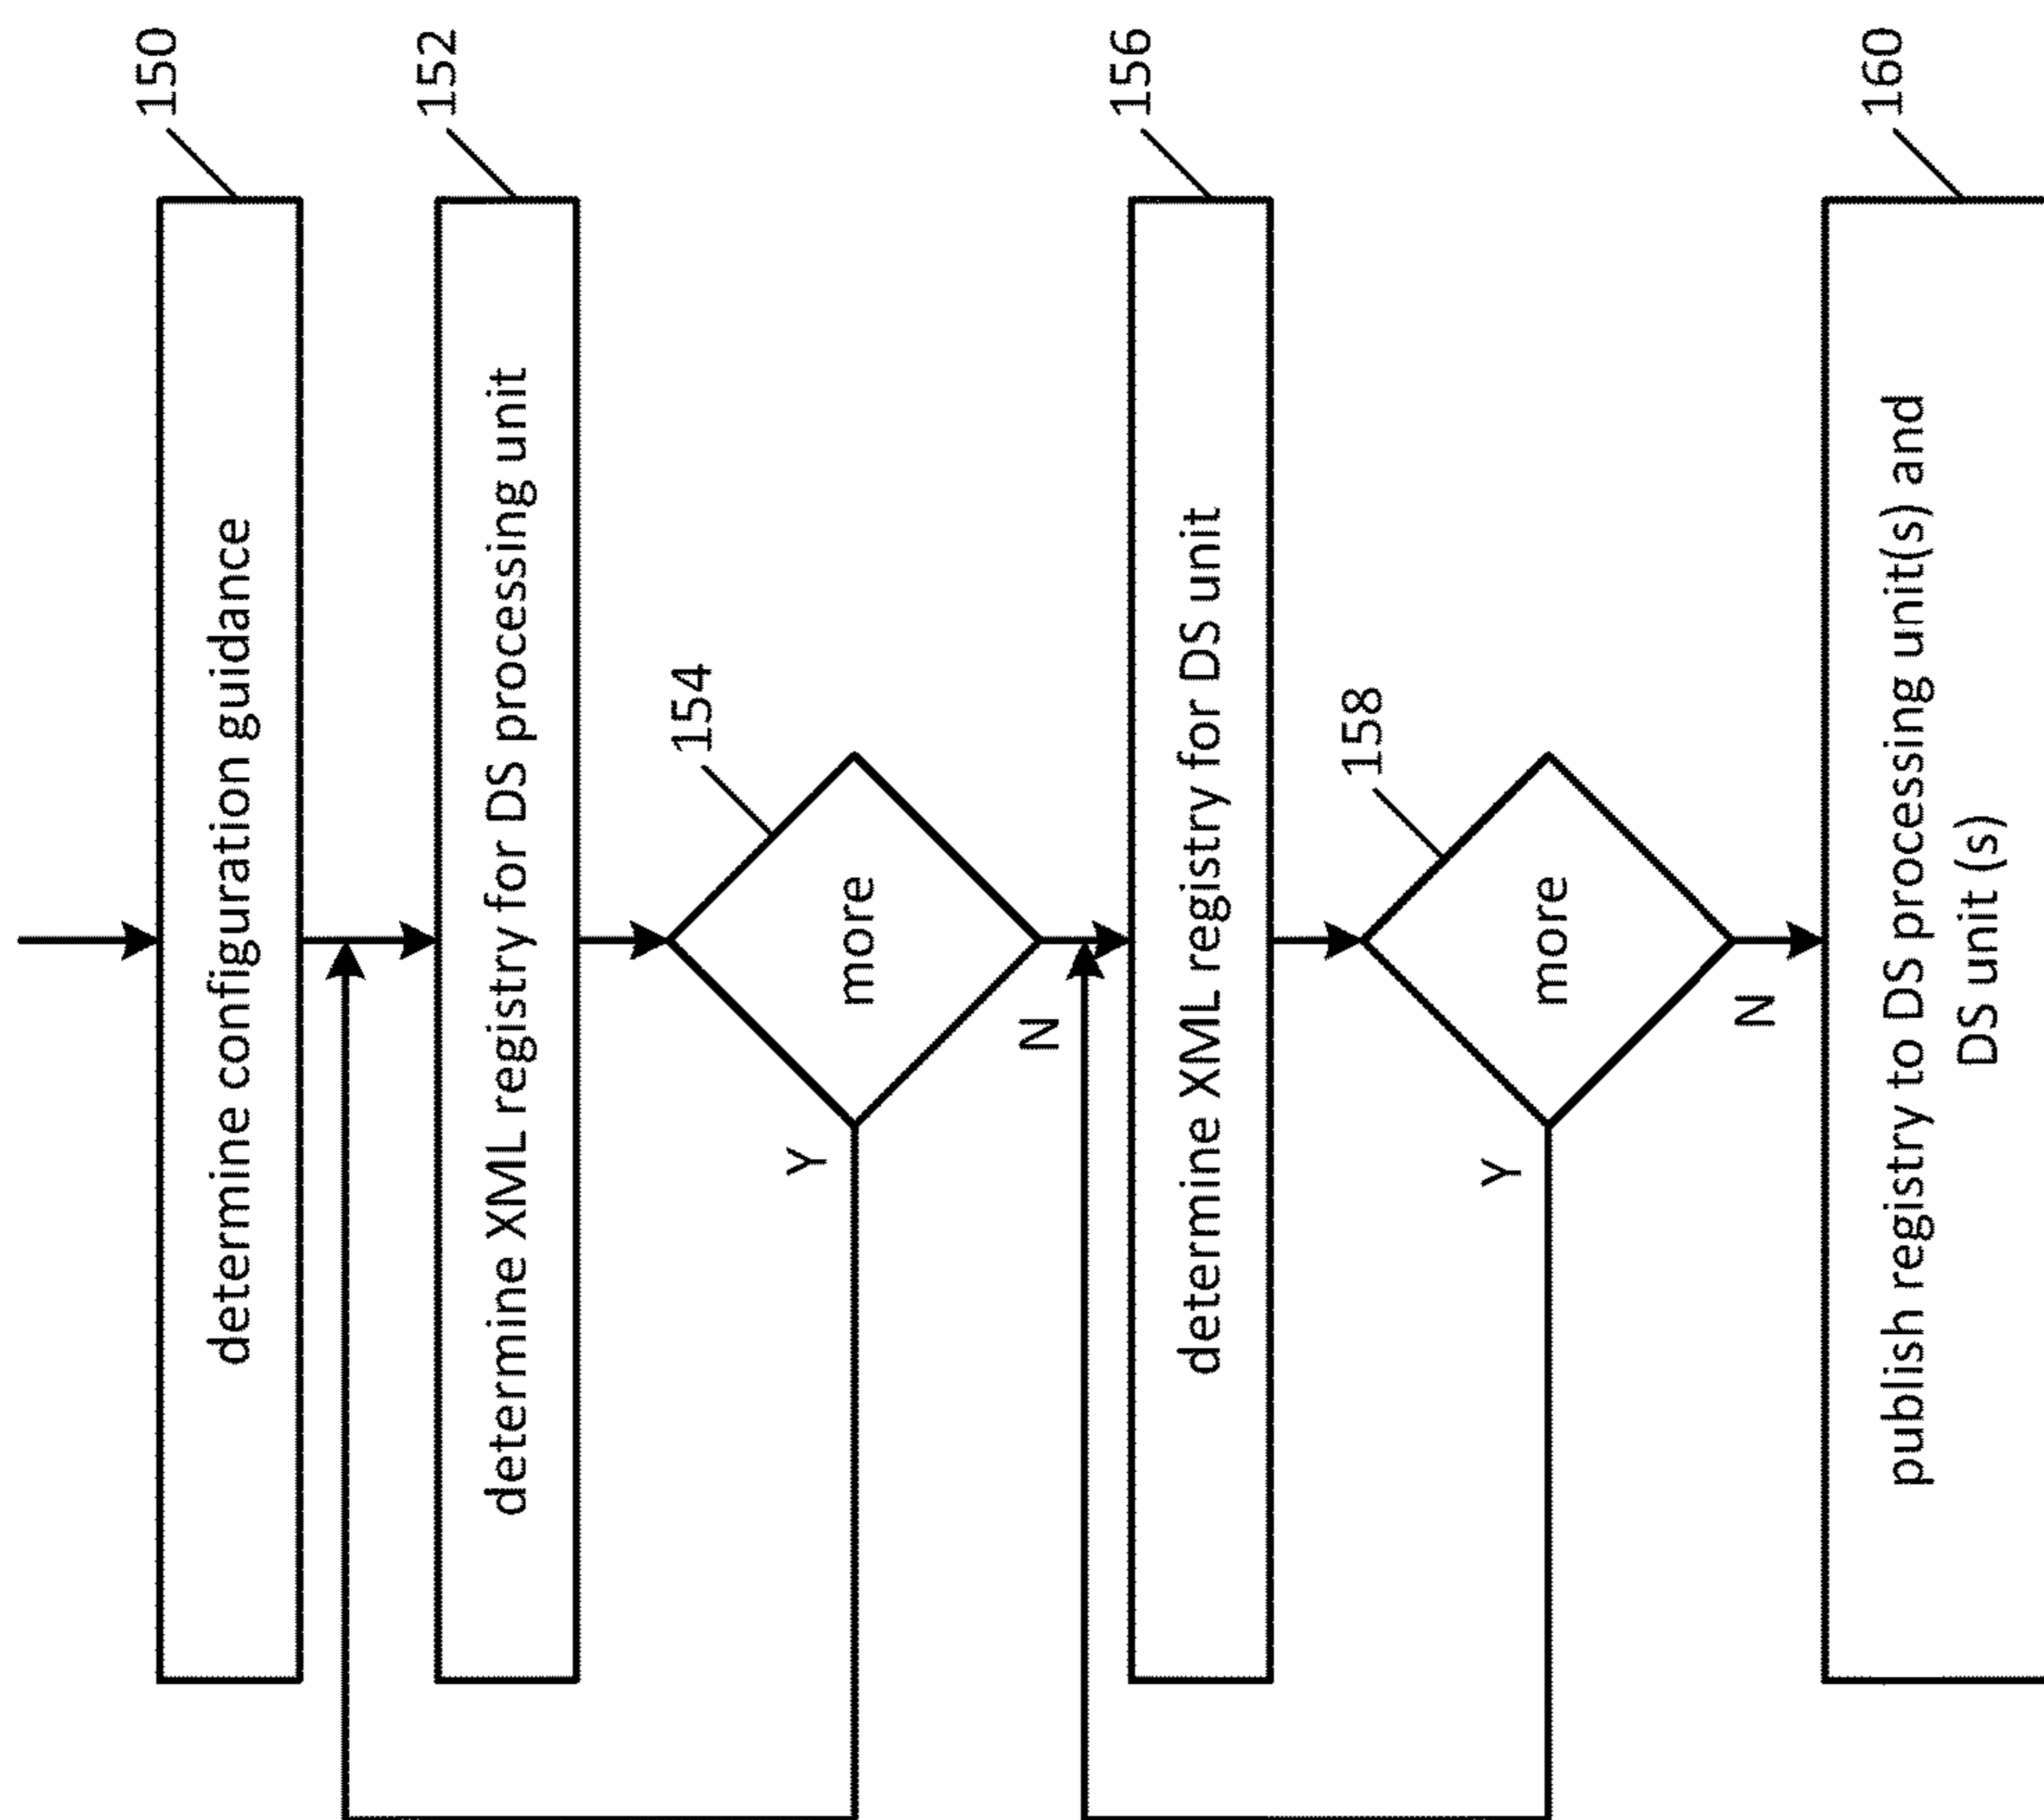 150
determine configuration guidance
152
determine XML registry for DS processing unit
154
more
Y
N
156
determine XML registry for DS unit
158
more
Y
N
160
publish registry to DS processing unit(s) and
DS unit (s)